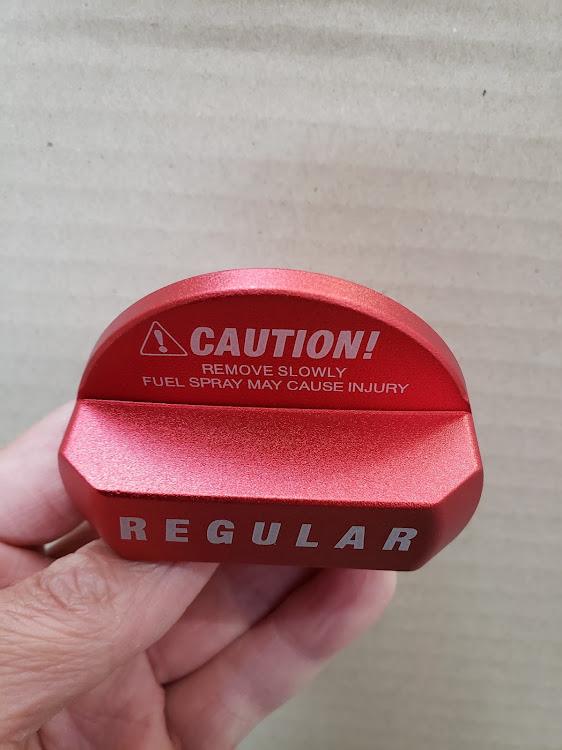 CAUTION!
REMOVE SLOWLY
FUEL SPRAY MAY CAUSE INJURY
REGULAR